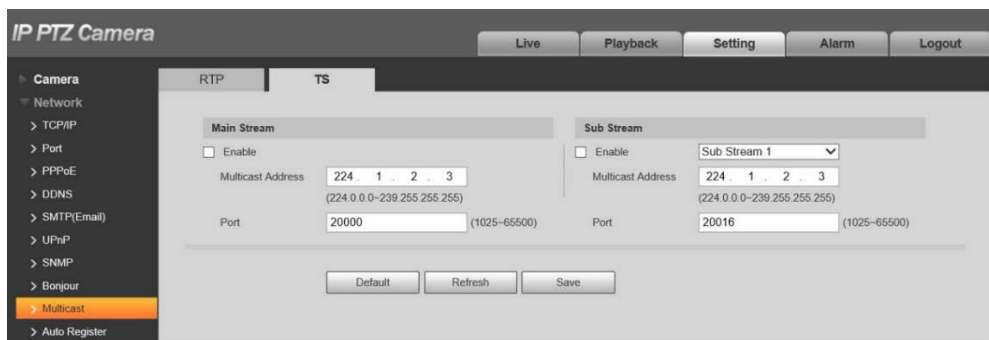 IP PTZ Camera
Live Playback Setting Alarm Logout
Camera
Network
> TCP/IP
> Port
> PPPoE
> DDNS
> SMTP(Email)
> UPnP
> SNMP
> Bonjour
> Multicast
> Auto Register
RTP TS
Main Stream
Enable
Multicast Address 224 . 1 . 2 . 3
(224.0.0.0~239.255.255.255)
Port 20000 (1025~65500)
Sub Stream
Enable Sub Stream 1
Multicast Address 224 . 1 . 2 . 3
(224.0.0.0~239.255.255.255)
Port 20016 (1025~65500)
Default Refresh Save